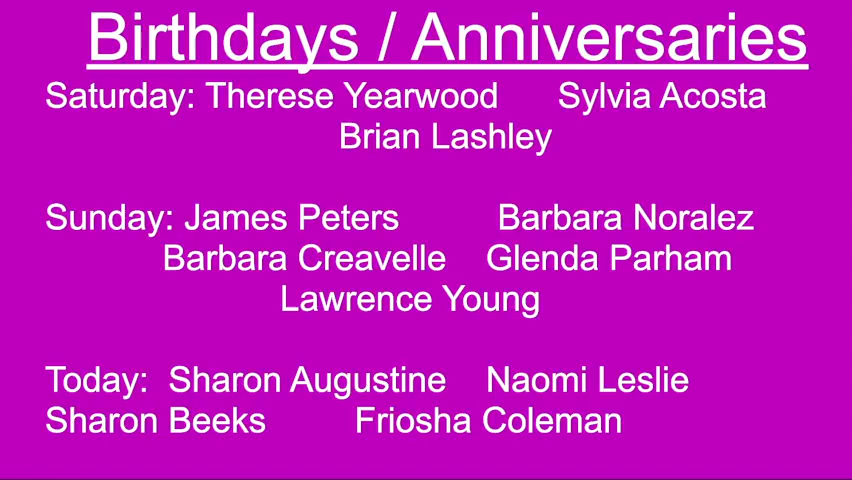 Birthdays / Anniversaries
Saturday: Therese Yearwood Sylvia Acosta
Brian Lashley
Sunday: James Peters Barbara Noralez
Barbara Creavelle Glenda Parham
Lawrence Young
Today: Sharon Augustine Naomi Leslie
Sharon Beeks Friosha Coleman